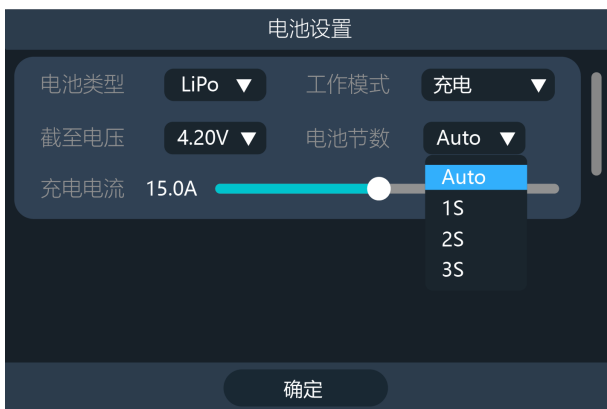 电池设置
电池类型 LiPo 工作模式 充电
截至电压 4.20V 电池节数 Auto
Auto
充电电流 15.0A
1S
2S
3S
确定